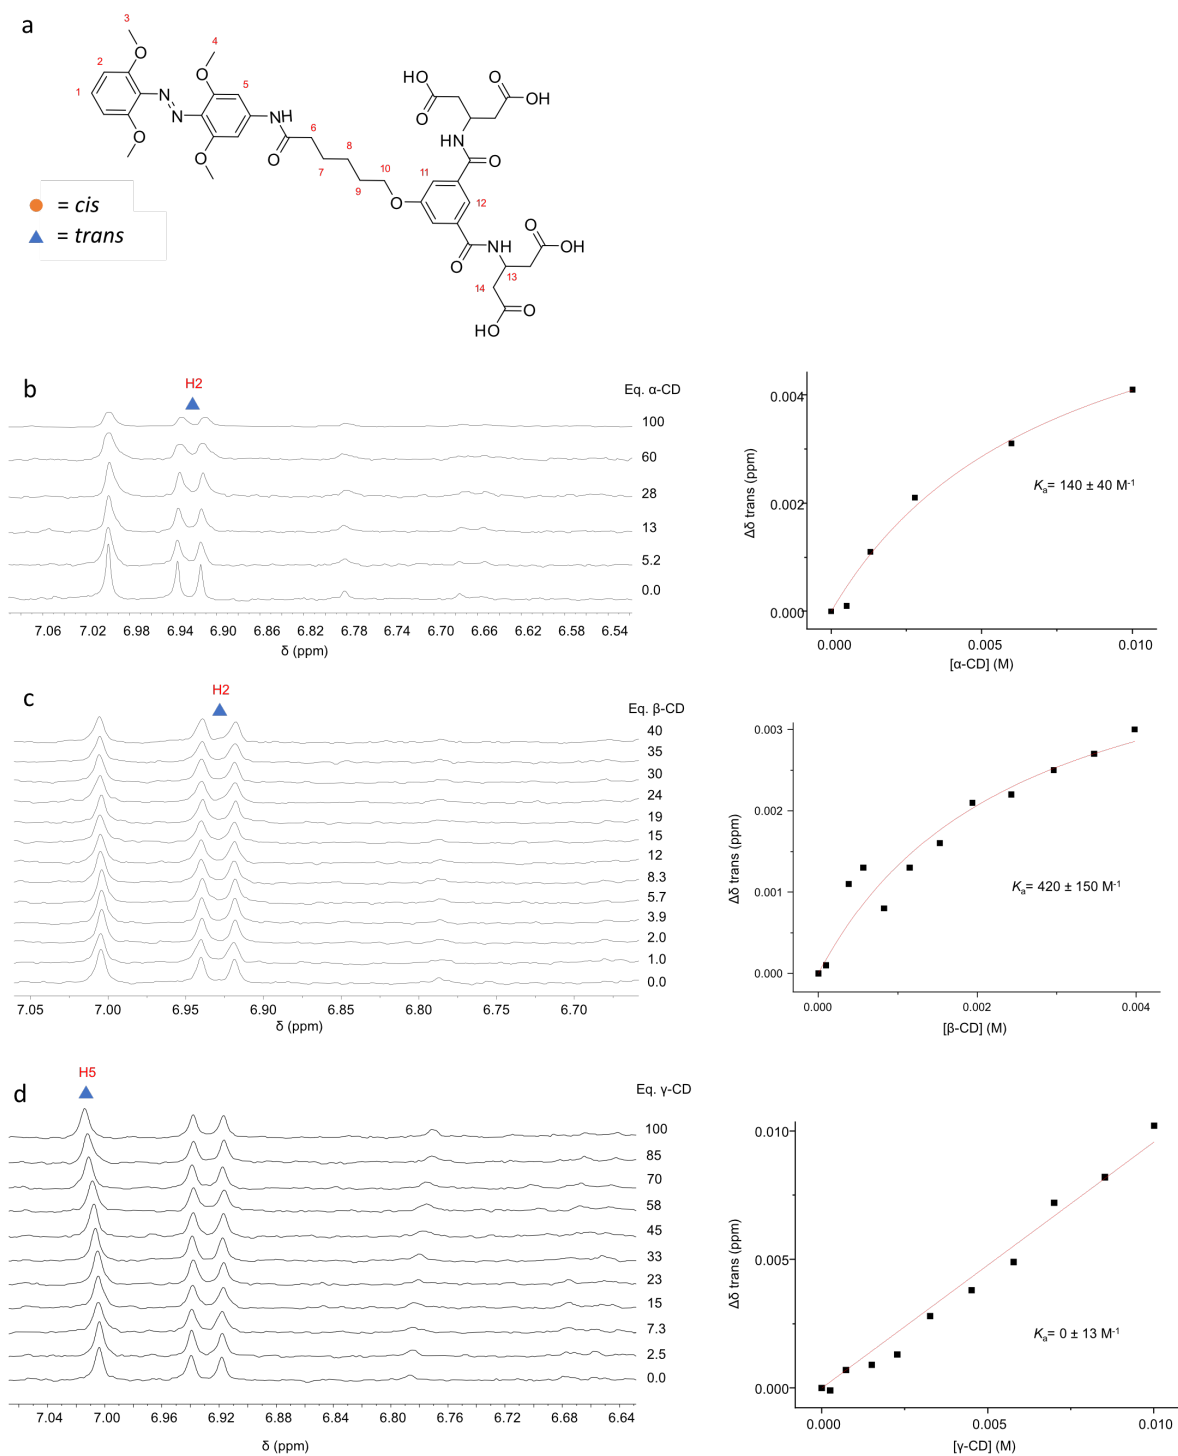 a
3
O
2
4
1
N
O
5
N
O
NH
6
8
10
O
7
9
O
O
HO
O
O
OH
HN
O
11
12
O
NH
O
OH
13
14
O
HO
= cis
= trans
b
H2
Eq. α-CD
100
60
28
13
5.2
0.0
7.06 7.02 6.98 6.94 6.90 6.86 6.82 6.78 6.74 6.70 6.66 6.62 6.58 6.54
δ (ppm)
Δδ trans (ppm)
0.004
0.002
0.000
Ka= 140 ± 40 M-1
0.000 0.005 0.010
[α-CD] (M)
c
H2
Eq. β-CD
40
35
30
24
19
15
12
8.3
5.7
3.9
2.0
1.0
0.0
7.05 7.00 6.95 6.90 6.85 6.80 6.75 6.70
δ (ppm)
Δδ trans (ppm)
0.003
0.002
0.001
0.000
Ka= 420 ± 150 M-1
0.000 0.002 0.004
[β-CD] (M)
d
H5
Eq. γ-CD
100
85
70
58
45
33
23
15
7.3
2.5
0.0
7.04 7.00 6.96 6.92 6.88 6.84 6.80 6.76 6.72 6.68 6.64
δ (ppm)
Δδ trans (ppm)
0.010
0.005
0.000
Ka= 0 ± 13 M-1
0.000 0.005 0.010
[γ-CD] (M)